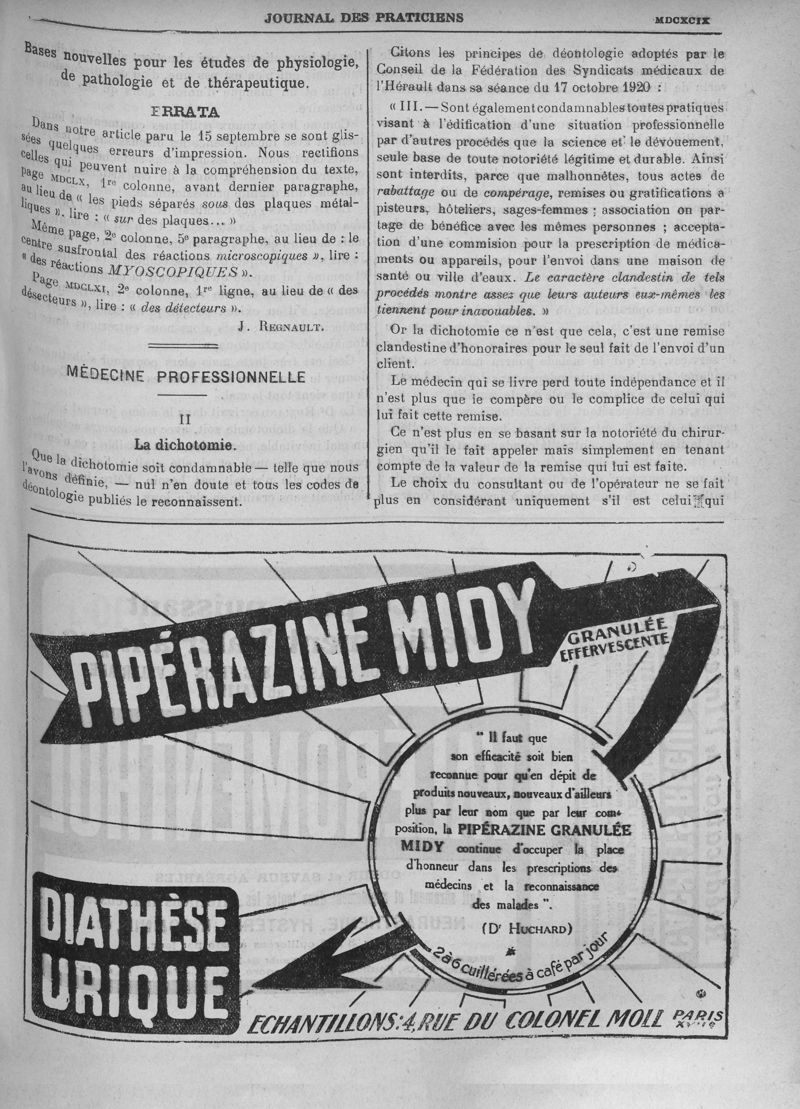 JOURNAL DES PRATICIENS
MDCXCIX
Bases nouvelles pour les études de physiologie,
de pathologie et de thérapeutique.
ERRATA
Dans notre article paru le 15 septembre se sont glis-
sées quelques erreurs d'impression. Nous rectifions
celles qui peuvent nuire à la compréhension du texte,
page MDCLX, 1re colonne, avant dernier paragraphe,
au lieu de « les pieds séparés sous des plaques métal-
liques », lire : « sur des plaques... »
Même page, 2e colonne, 5e paragraphe, au lieu de : le
centre susfrontal des réactions microscopiques », lire :
« des réactions MYOSCOPIQUES ».
Page MDCLXI, 2e colonne, 1re ligne, au lieu de « des
désecteurs », lire : « des détecteurs ».
J. REGNAULT.
MÉDECINE PROFESSIONNELLE
II
La dichotomie.
Que la dichotomie soit condamnable — telle que nous
l'avons définie, — nul n'en doute et tous les codes de
déontologie publiés le reconnaissent.
Citons les principes de déontologie adoptés par le
Conseil de la Fédération des Syndicats médicaux de
l'Hérault dans sa séance du 17 octobre 1920 :
« III. — Sont également condamnables toutes pratiques
visant à l'édification d'une situation professionnelle
par d'autres procédés que la science et le dévouement,
seule base de toute notoriété légitime et durable. Ainsi
sont interdits, parce que malhonnêtes, tous actes de
rabattage ou de compérage, remises ou gratifications a
pisteurs, hôteliers, sages-femmes ; association on par-
tage de bénéfice avec les mêmes personnes ; accepta-
tion d'une commision pour la prescription de médica-
ments ou appareils, pour l'envoi dans une maison de
santé ou ville d'eaux. Le caractère clandestin de tels
procédés montre assez que leurs auteurs eux-mêmes les
tiennent pour inavouables. »
Or la dichotomie ce n'est que cela, c'est une remise
clandestine d'honoraires pour le seul fait de l'envoi d'un
client.
Le médecin qui se livre perd toute indépendance et il
n'est plus que le compère ou le complice de celui qui
lui fait cette remise.
Ce n'est plus en se basant sur la notoriété du chirur-
gien qu'il le fait appeler mais simplement en tenant
compte de la valeur de la remise qui lui est faite.
Le choix du consultant ou de l'opérateur ne se fait
plus en considérant uniquement s'il est celui qui
PIPÉRAZINE MIDY
GRANULÉE
EFFERVESCENTE
" Il faut que
son efficacité soit bien
reconnue pour qu'en dépit de
produits nouveaux, nouveaux d'ailleurs
plus par leur nom que par leur com-
position, la PIPÉRAZINE GRANULÉE
MIDY continue d'occuper la place
d'honneur dans les prescriptions des
médecins et la reconnaissance
des malades ".
(Dr HUCHARD)
*
2 à 6 cuillérées à café par jour
DIATHÈSE
URIQUE
ECHANTILLONS: 4, RUE DU COLONEL MOLL PARIS
XVIIe